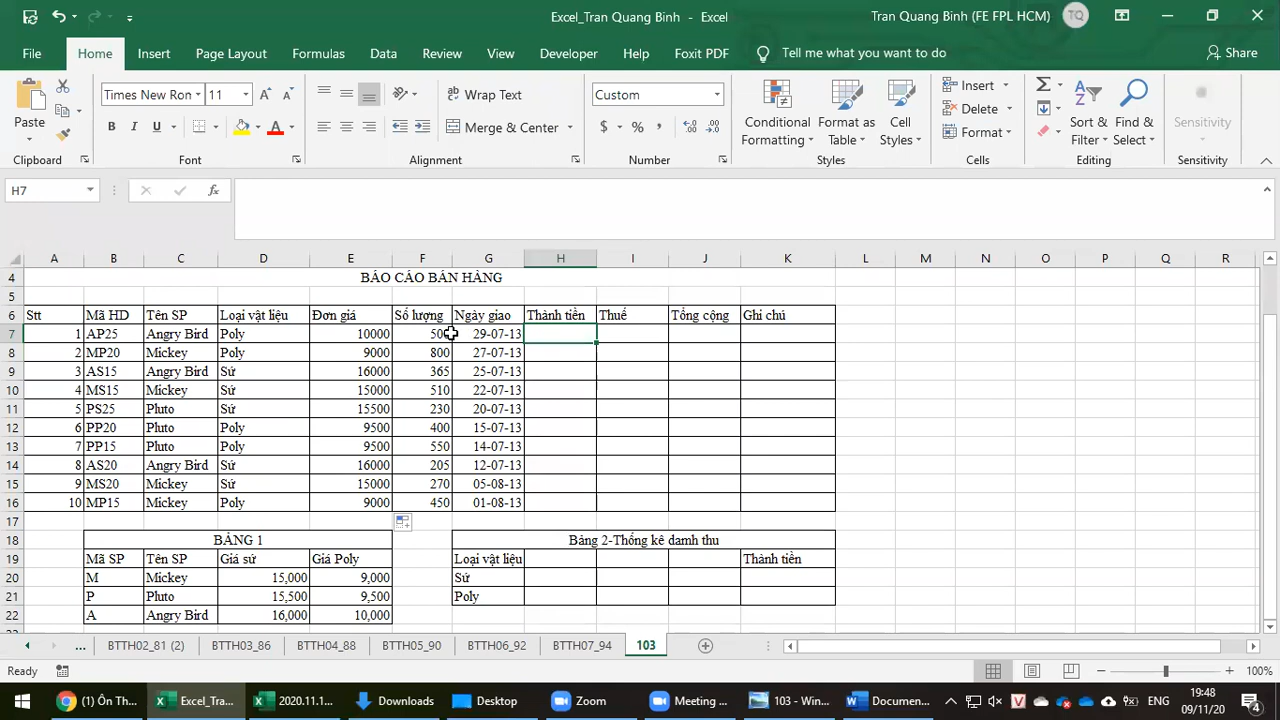 Excel_Tran Quang Binh - Excel
Tran Quang Binh (FE FPL HCM) TQ
File Home Insert Page Layout Formulas Data Review View Developer Help Foxit PDF Tell me what you want to do Share
Paste Times New Ron 11 Wrap Text Custom Conditional Formatting Format as Table Cell Styles Insert Sort & Filter Find & Select Sensitivity
B I U Merge & Center $ % , Delete
Format
Clipboard Font Alignment Number Styles Cells Editing Sensitivity
H7 fx
A B C D E F G H I J K L M N O P Q R
4 BÁO CÁO BÁN HÀNG
5
6 Stt Mã HD Tên SP Loại vật liệu Đơn giá Số lượng Ngày giao Thành tiền Thuế Tổng cộng Ghi chú
7 1 AP25 Angry Bird Poly 10000 500 29-07-13
8 2 MP20 Mickey Poly 9000 800 27-07-13
9 3 AS15 Angry Bird Sứ 16000 365 25-07-13
10 4 MS15 Mickey Sứ 15000 510 22-07-13
11 5 PS25 Pluto Sứ 15500 230 20-07-13
12 6 PP20 Pluto Poly 9500 400 15-07-13
13 7 PP15 Pluto Poly 9500 550 14-07-13
14 8 AS20 Angry Bird Sứ 16000 205 12-07-13
15 9 MS20 Mickey Sứ 15000 270 05-08-13
16 10 MP15 Mickey Poly 9000 450 01-08-13
17
18 BẢNG 1 Bảng 2-Thống kê damh thu
19 Mã SP Tên SP Giá sứ Giá Poly Loại vật liệu Thành tiền
20 M Mickey 15,000 9,000 Sứ
21 P Pluto 15,500 9,500 Poly
22 A Angry Bird 16,000 10,000
... BTTH02_81 (2) BTTH03_86 BTTH04_88 BTTH05_90 BTTH06_92 BTTH07_94 103
Ready 100%
(1) Ôn Th... Excel_Tra... 2020.11.1... Downloads Desktop Zoom Meeting ... 103 - Win... Documen... ENG 19:48
09/11/20 4